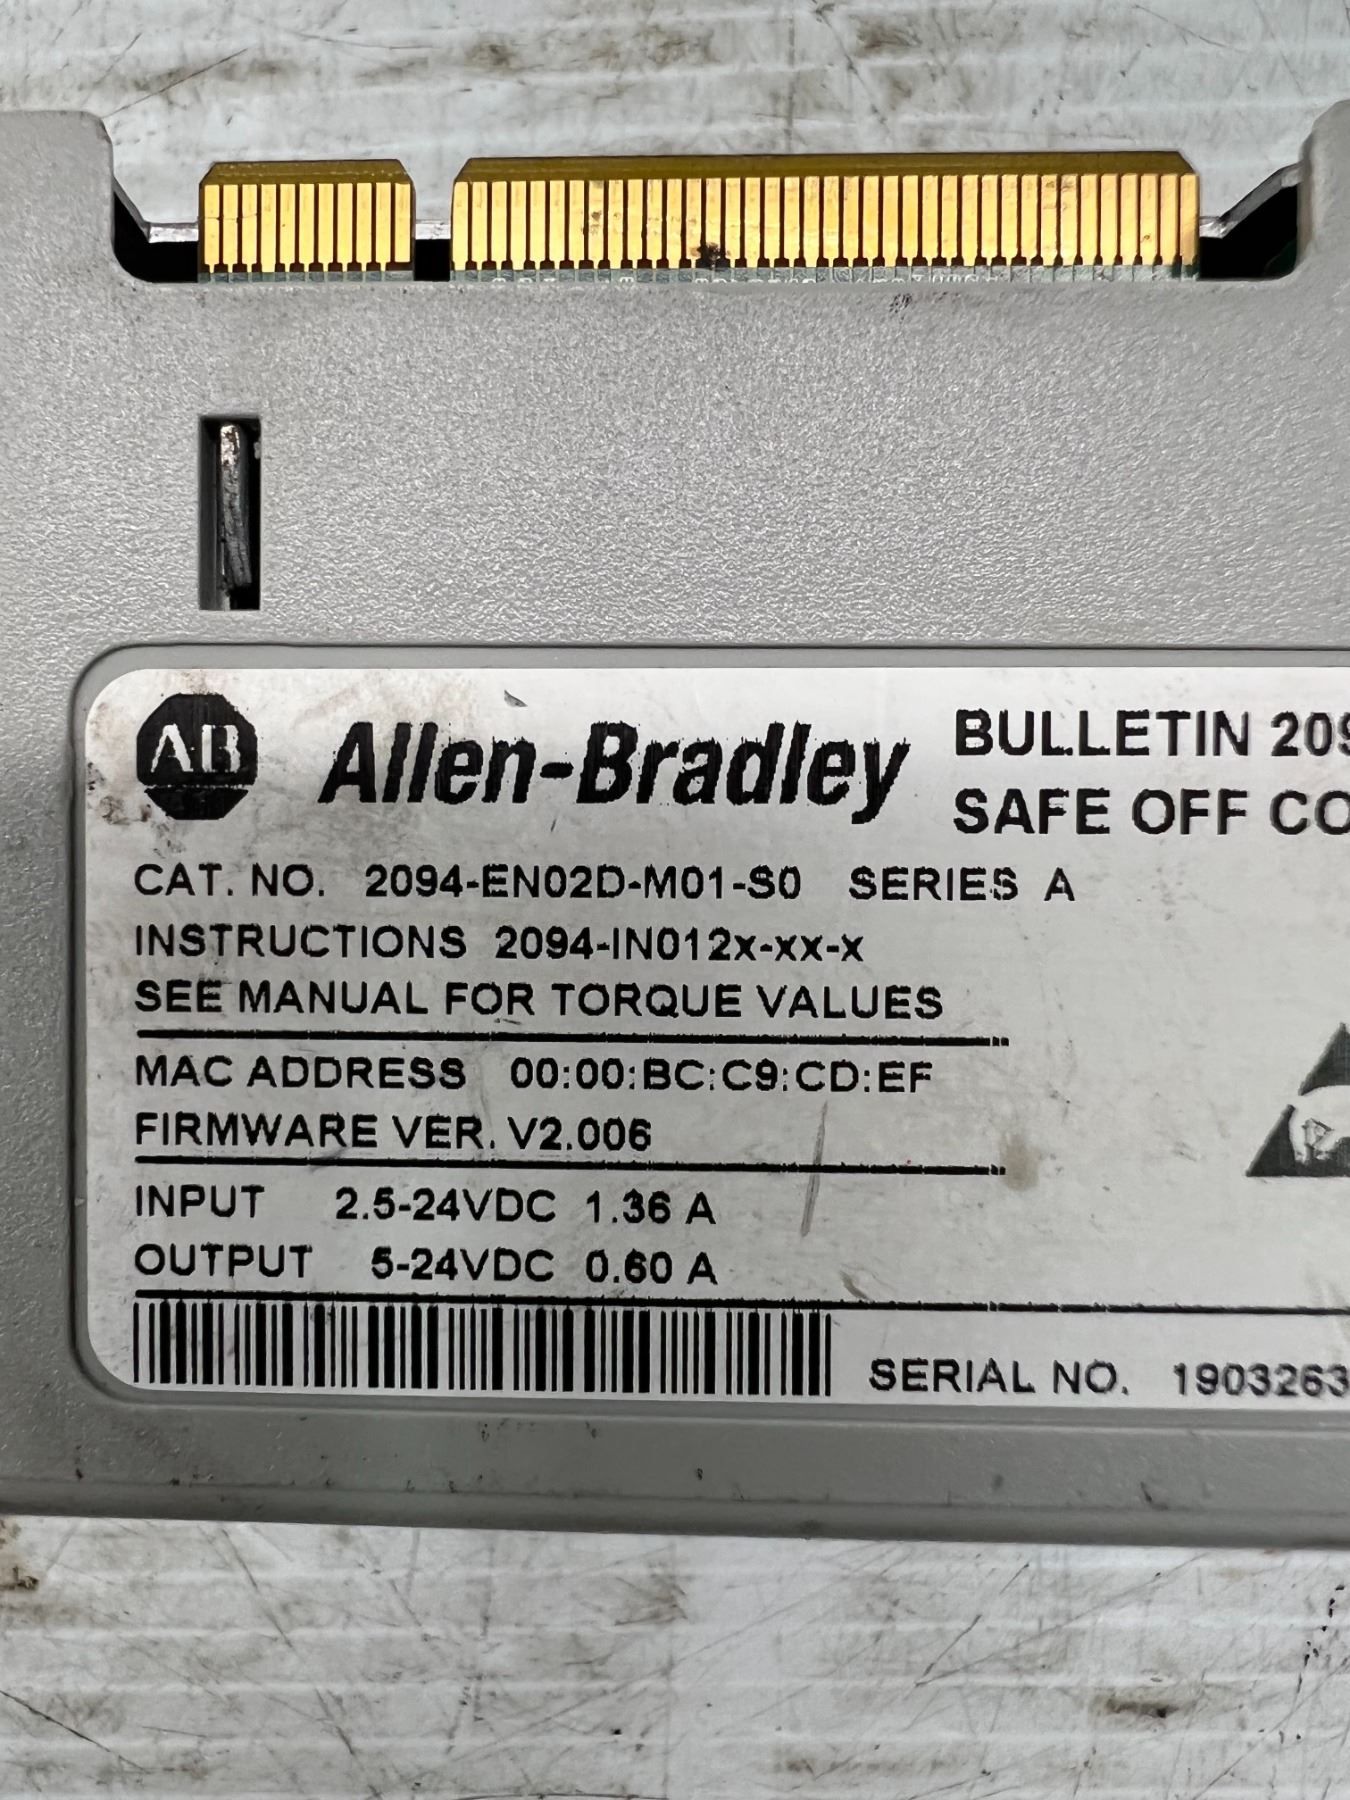 AB Allen-Bradley
BULLETIN 209
SAFE OFF CO
CAT. NO. 2094-EN02D-M01-S0 SERIES A
INSTRUCTIONS 2094-IN012x-xx-x
SEE MANUAL FOR TORQUE VALUES
MAC ADDRESS 00:00:BC:C9:CD:EF
FIRMWARE VER. V2.006
INPUT 2.5-24VDC 1.36 A
OUTPUT 5-24VDC 0.60 A
SERIAL NO. 1903263